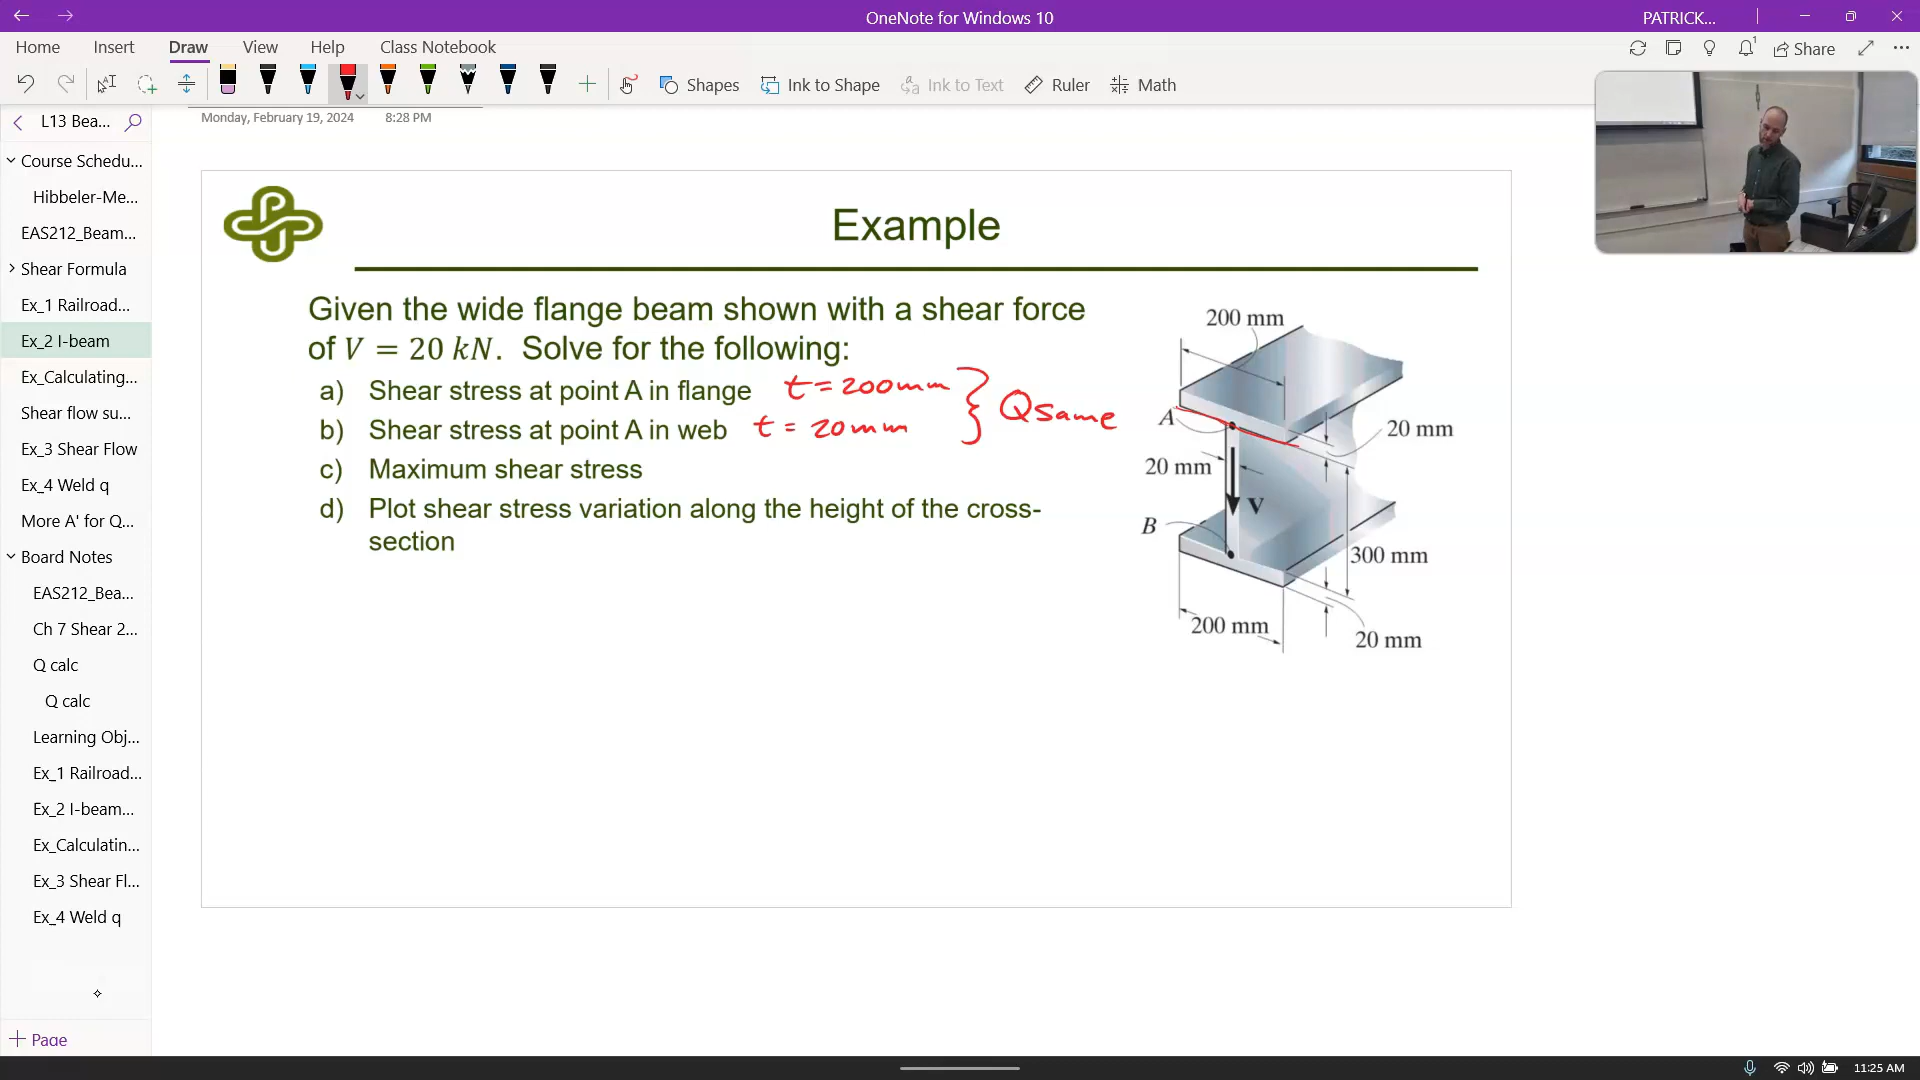 OneNote for Windows 10
PATRICK...
Home Insert Draw View Help Class Notebook
Share
Shapes Ink to Shape Ink to Text Ruler Math
L13 Bea...
Monday, February 19, 2024 8:28 PM
Course Schedu...
Hibbeler-Me...
EAS212_Beam...
Shear Formula
Ex_1 Railroad...
Ex_2 I-beam
Ex_Calculating...
Shear flow su...
Ex_3 Shear Flow
Ex_4 Weld q
More A' for Q...
Board Notes
EAS212_Bea...
Ch 7 Shear 2...
Q calc
Q calc
Learning Obj...
Ex_1 Railroad...
Ex_2 I-beam...
Ex_Calculatin...
Ex_3 Shear Fl...
Ex_4 Weld q
Page
Example
Given the wide flange beam shown with a shear force
of V = 20 kN. Solve for the following:
a) Shear stress at point A in flange t = 200mm
b) Shear stress at point A in web t = 20mm
} Q same
c) Maximum shear stress
d) Plot shear stress variation along the height of the cross-
section
200 mm
A
20 mm
20 mm
V
B
300 mm
200 mm
20 mm
11:25 AM